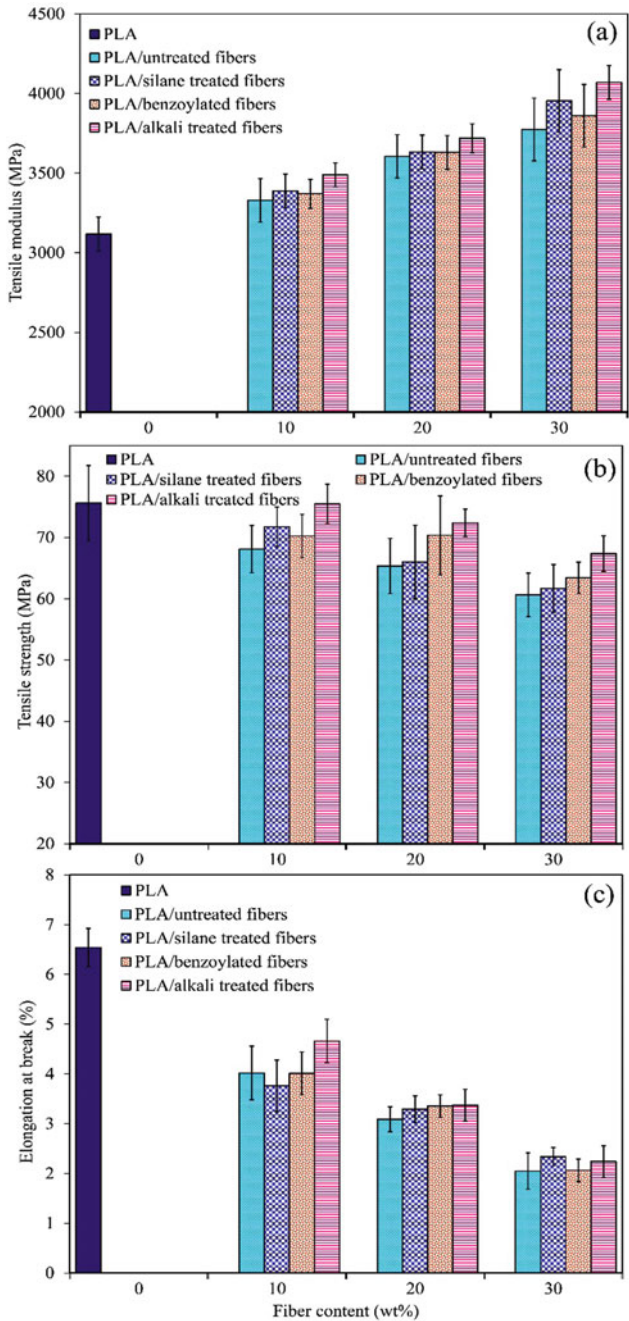 (a)
PLA
PLA/untreated fibers
PLA/silane treated fibers
PLA/benzoylated fibers
PLA/alkali treated fibers
4500
4000
3500
3000
2500
2000
Tensile modulus (MPa)
0 10 20 30
(b)
PLA PLA/untreated fibers
PLA/silane treated fibers PLA/benzoylated fibers
PLA/alkali treated fibers
80
70
60
50
40
30
20
Tensile strength (MPa)
0 10 20 30
(c)
PLA
PLA/untreated fibers
PLA/silane treated fibers
PLA/benzoylated fibers
PLA/alkali treated fibers
8
7
6
5
4
3
2
1
0
Elongation at break (%)
0 10 20 30
Fiber content (wt%)